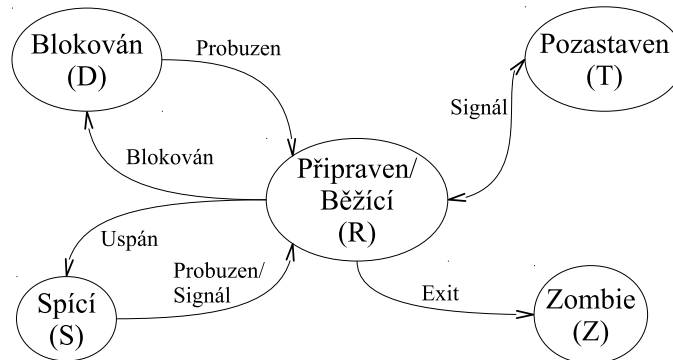 Blokován
(D)
Probuzen
Pozastaven
(T)
Signál
Blokován
Připraven/
Běžící
(R)
Uspán
Probuzen/
Signál
Spící
(S)
Exit
Zombie
(Z)